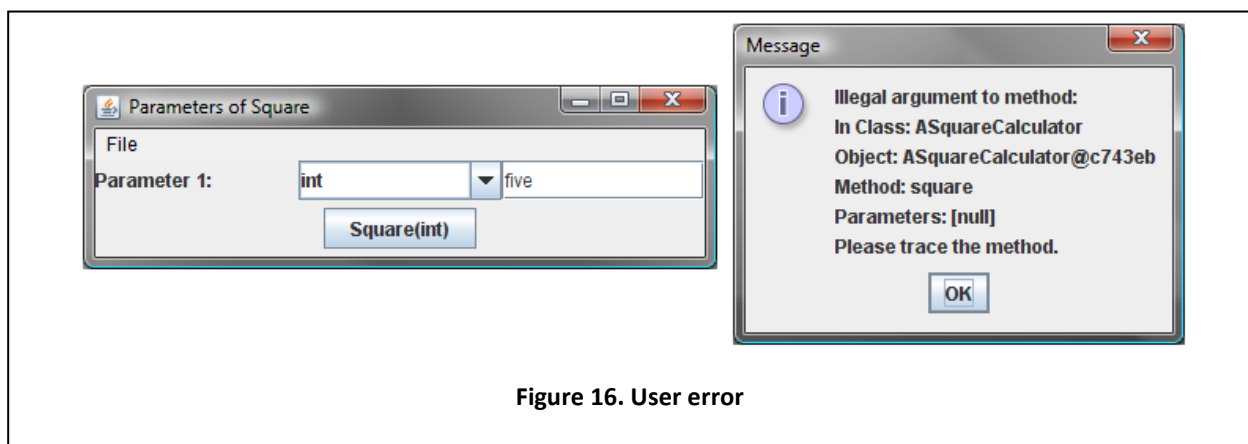 Parameters of Square
File
Parameter 1:
int
five
Square(int)
Message
Illegal argument to method:
In Class: ASquareCalculator
Object: ASquareCalculator@c743eb
Method: square
Parameters: [null]
Please trace the method.
OK
Figure 16. User error